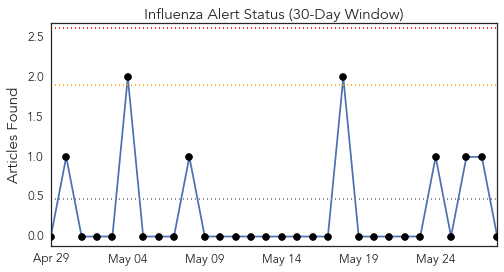 Influenza Alert Status (30-Day Window)
Articles Found
2.5
2.0
1.5
1.0
0.5
0.0
Apr 29 May 04 May 09 May 14 May 19 May 24